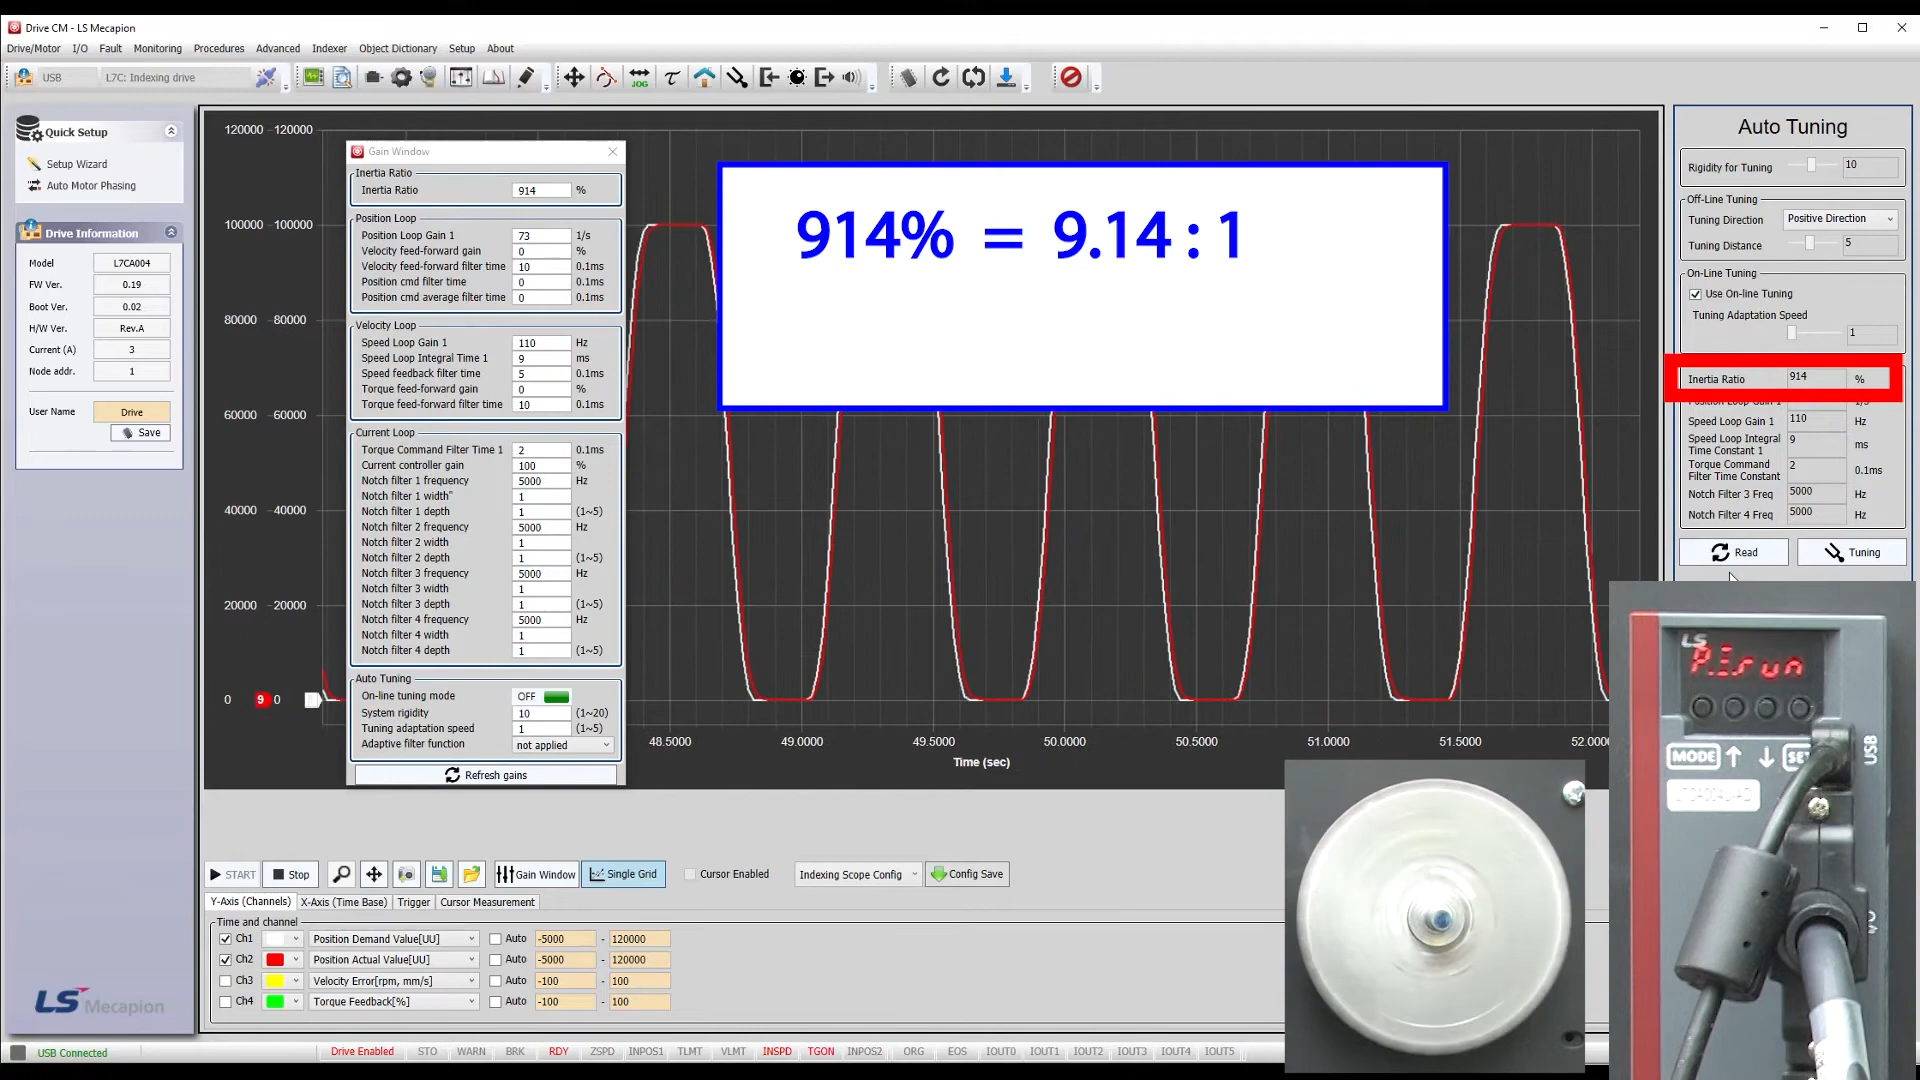 Drive CM - LS Mecapion
Drive/Motor I/O Fault Monitoring Procedures Advanced Indexer Object Dictionary Setup About
USB L7C: Indexing drive
JOG
Quick Setup
Setup Wizard
Auto Motor Phasing
Drive Information
Model L7CA004
FW Ver. 0.19
Boot Ver. 0.02
H/W Ver. Rev.A
Current (A) 3
Node addr. 1
User Name Drive
Save
LS Mecapion
120000 120000
100000 100000
80000 80000
60000 60000
40000 40000
20000 20000
0 9 0
48.5000 49.0000 49.5000 50.0000 50.5000 51.0000 51.5000 52.000
Time (sec)
Gain Window
Inertia Ratio
Inertia Ratio 914 %
Position Loop
Position Loop Gain 1 73 1/s
Velocity feed-forward gain 0 %
Velocity feed-forward filter time 10 0.1ms
Position cmd filter time 0 0.1ms
Position cmd average filter time 0 0.1ms
Velocity Loop
Speed Loop Gain 1 110 Hz
Speed Loop Integral Time 1 9 ms
Speed feedback filter time 5 0.1ms
Torque feed-forward gain 0 %
Torque feed-forward filter time 10 0.1ms
Current Loop
Torque Command Filter Time 1 2 0.1ms
Current controller gain 100 %
Notch filter 1 frequency 5000 Hz
Notch filter 1 width" 1
Notch filter 1 depth 1 (1~5)
Notch filter 2 frequency 5000 Hz
Notch filter 2 width 1
Notch filter 2 depth 1 (1~5)
Notch filter 3 frequency 5000 Hz
Notch filter 3 width 1
Notch filter 3 depth 1 (1~5)
Notch filter 4 frequency 5000 Hz
Notch filter 4 width 1
Notch filter 4 depth 1 (1~5)
Auto Tuning
On-line tuning mode OFF
System rigidity 10 (1~20)
Tuning adaptation speed 1 (1~5)
Adaptive filter function not applied
Refresh gains
914% = 9.14 : 1
Auto Tuning
Rigidity for Tuning 10
Off-Line Tuning
Tuning Direction Positive Direction
Tuning Distance 5
On-Line Tuning
Use On-line Tuning
Tuning Adaptation Speed
1
Inertia Ratio 914 %
Speed Loop Gain 1 110 Hz
Speed Loop Integral
Time Constant 1 9 ms
Torque Command
Filter Time Constant 2 0.1ms
Notch Filter 3 Freq 5000 Hz
Notch Filter 4 Freq 5000 Hz
Read Tuning
LS
P.1run
MODE
USB
START Stop Gain Window Single Grid Cursor Enabled Indexing Scope Config Config Save
Y-Axis (Channels) X-Axis (Time Base) Trigger Cursor Measurement
Time and channel
Ch1 Position Demand Value[UU] Auto -5000 - 120000
Ch2 Position Actual Value[UU] Auto -5000 - 120000
Ch3 Velocity Error[rpm, mm/s] Auto -100 - 100
Ch4 Torque Feedback[%] Auto -100 - 100
USB Connected Drive Enabled STO WARN BRK RDY ZSPD INPOS1 TLMT VLMT INSPD TGON INPOS2 ORG EOS IOUT0 IOUT1 IOUT2 IOUT3 IOUT4 IOUT5